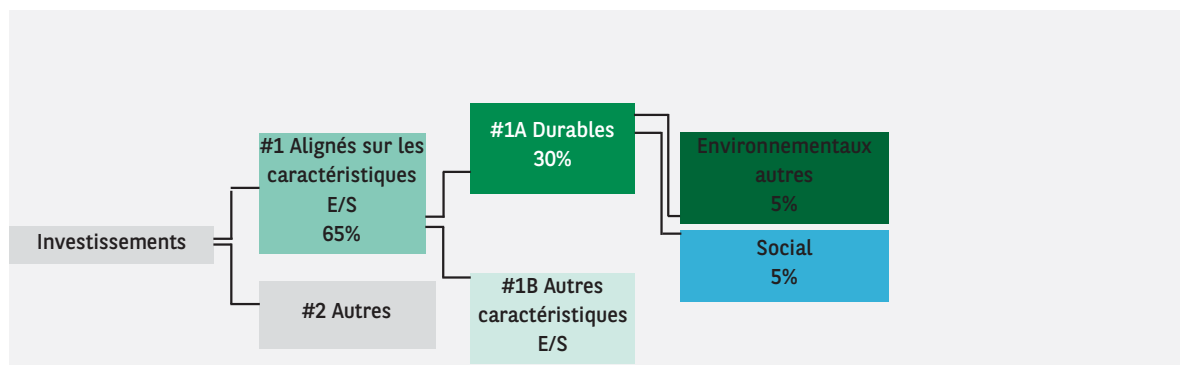 Investissements
#1 Alignés sur les
caractéristiques
E/S
65%
#2 Autres
#1A Durables
30%
#1B Autres
caractéristiques
E/S
Environnementaux
autres
5%
Social
5%